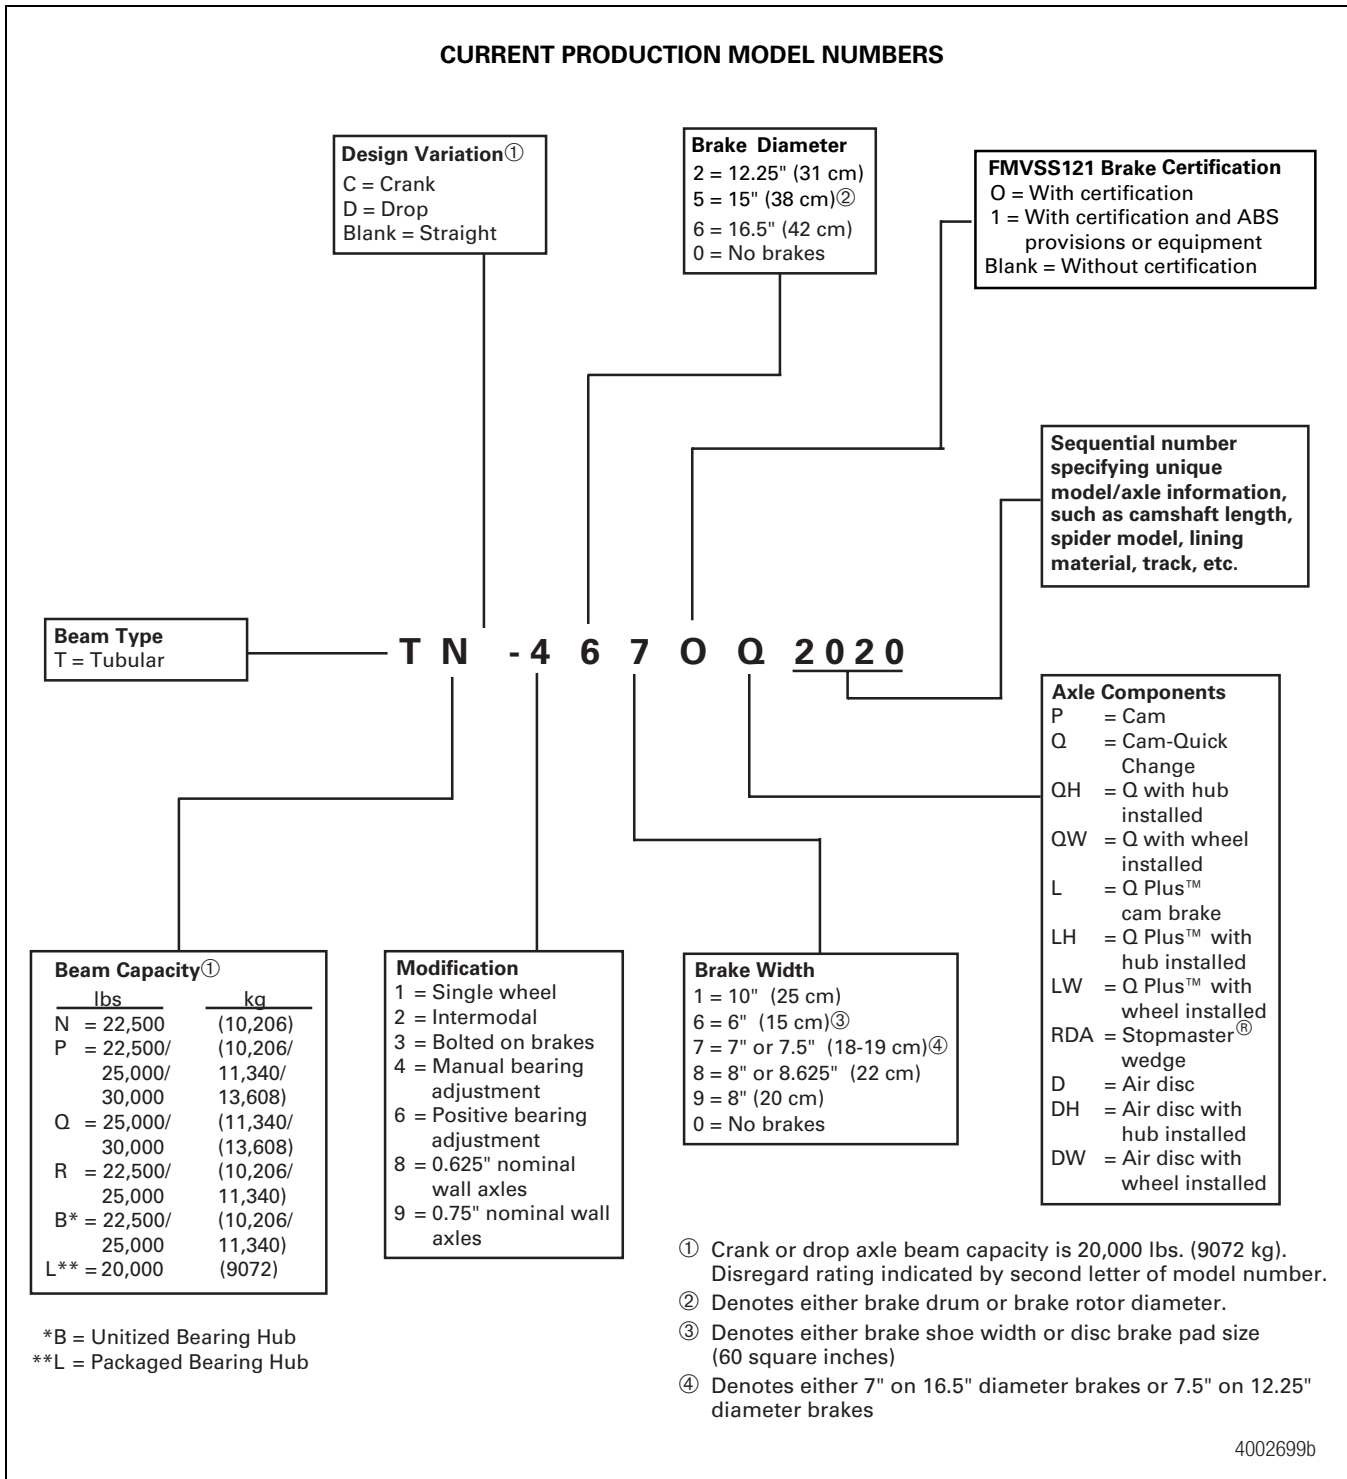 CURRENT PRODUCTION MODEL NUMBERS
Design Variation①
C = Crank
D = Drop
Blank = Straight
Brake Diameter
2 = 12.25" (31 cm)
5 = 15" (38 cm)②
6 = 16.5" (42 cm)
0 = No brakes
FMVSS121 Brake Certification
O = With certification
1 = With certification and ABS
provisions or equipment
Blank = Without certification
Sequential number
specifying unique
model/axle information,
such as camshaft length,
spider model, lining
material, track, etc.
Beam Type
T = Tubular
T N - 4 6 7 O Q 2 0 2 0
Axle Components
P = Cam
Q = Cam-Quick
Change
QH = Q with hub
installed
QW = Q with wheel
installed
L = Q Plus™
cam brake
LH = Q Plus™ with
hub installed
LW = Q Plus™ with
wheel installed
RDA = Stopmaster®
wedge
D = Air disc
DH = Air disc with
hub installed
DW = Air disc with
wheel installed
Beam Capacity①
lbs kg
N = 22,500 (10,206)
P = 22,500/ (10,206/
25,000/ 11,340/
30,000 13,608)
Q = 25,000/ (11,340/
30,000 (13,608)
R = 22,500/ (10,206/
25,000 11,340)
B* = 22,500/ (10,206/
25,000 11,340)
L** = 20,000 (9072)
*B = Unitized Bearing Hub
**L = Packaged Bearing Hub
Modification
1 = Single wheel
2 = Intermodal
3 = Bolted on brakes
4 = Manual bearing
adjustment
6 = Positive bearing
adjustment
8 = 0.625" nominal
wall axles
9 = 0.75" nominal wall
axles
Brake Width
1 = 10" (25 cm)
6 = 6" (15 cm)③
7 = 7" or 7.5" (18-19 cm)④
8 = 8" or 8.625" (22 cm)
9 = 8" (20 cm)
0 = No brakes
① Crank or drop axle beam capacity is 20,000 lbs. (9072 kg).
Disregard rating indicated by second letter of model number.
② Denotes either brake drum or brake rotor diameter.
③ Denotes either brake shoe width or disc brake pad size
(60 square inches)
④ Denotes either 7" on 16.5" diameter brakes or 7.5" on 12.25"
diameter brakes
4002699b